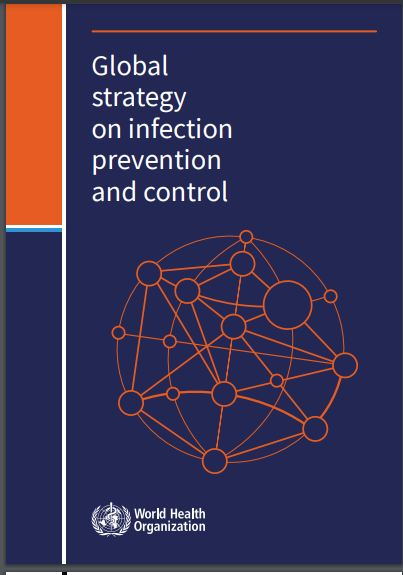 Global
strategy
on infection
prevention
and control
World Health
Organization